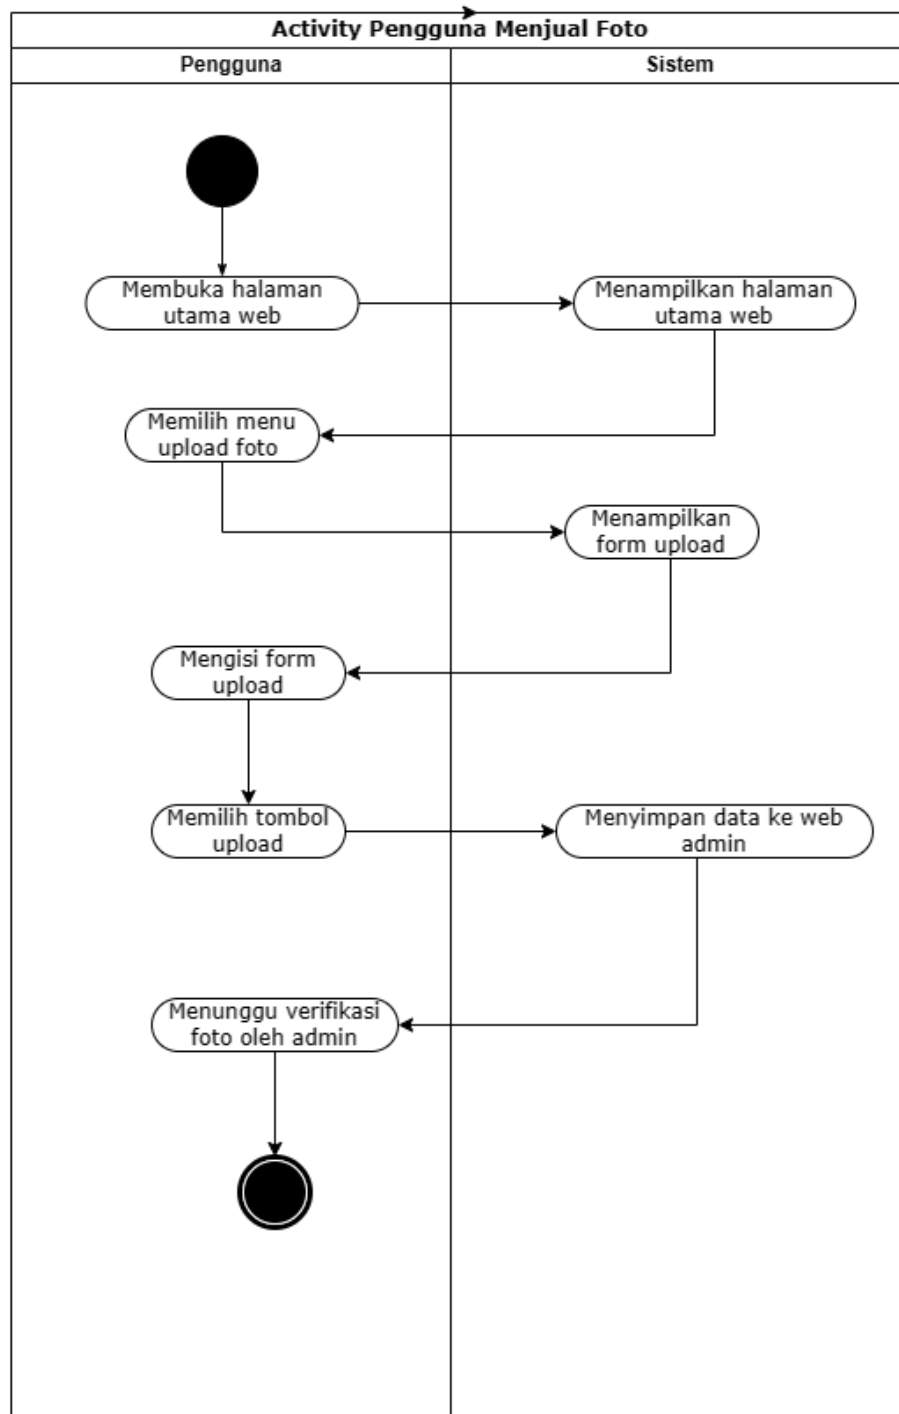 Activity Pengguna Menjual Foto
Pengguna
Sistem
Membuka halaman
utama web
Menampilkan halaman
utama web
Memilih menu
upload foto
Menampilkan
form upload
Mengisi form
upload
Memilih tombol
upload
Menyimpan data ke web
admin
Menunggu verifikasi
foto oleh admin